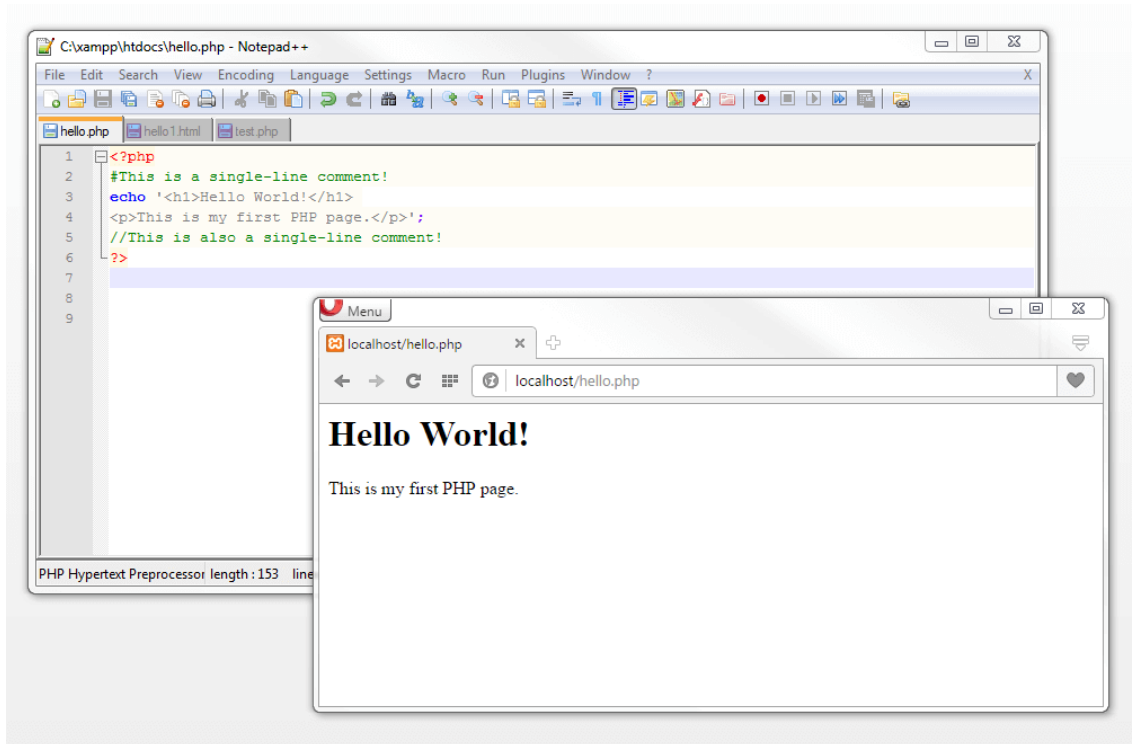 C:\xampp\htdocs\hello.php - Notepad++
File Edit Search View Encoding Language Settings Macro Run Plugins Window ? X
hello.php hello1.html test.php
1 <?php
2 #This is a single-line comment!
3 echo '<h1>Hello World!</h1>
4 <p>This is my first PHP page.</p>';
5 //This is also a single-line comment!
6 ?>
7
8
9
Menu
localhost/hello.php
localhost/hello.php
Hello World!
This is my first PHP page.
PHP Hypertext Preprocessor length : 153 line